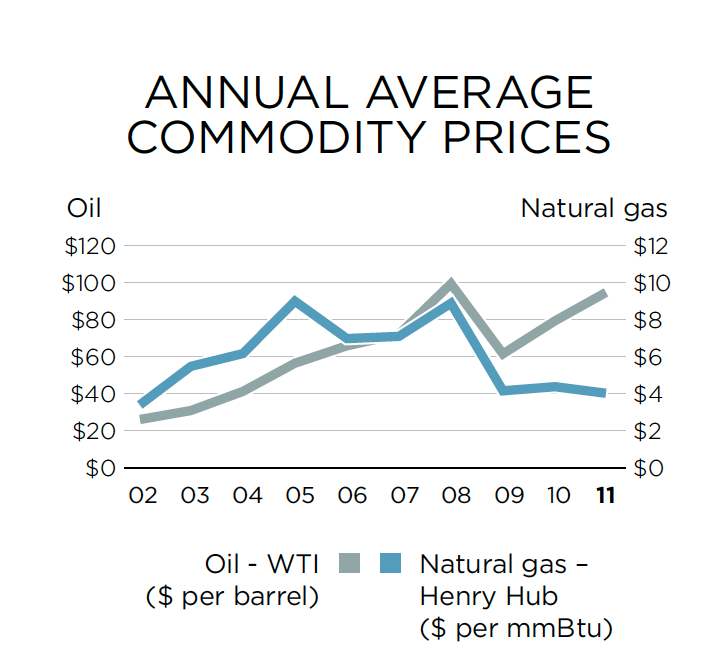 ANNUAL AVERAGE
COMMODITY PRICES
Oil Natural gas
$120 $12
$100 $10
$80 $8
$60 $6
$40 $4
$20 $2
$0 $0
02 03 04 05 06 07 08 09 10 11
Oil - WTI
($ per barrel)
Natural gas –
Henry Hub
($ per mmBtu)